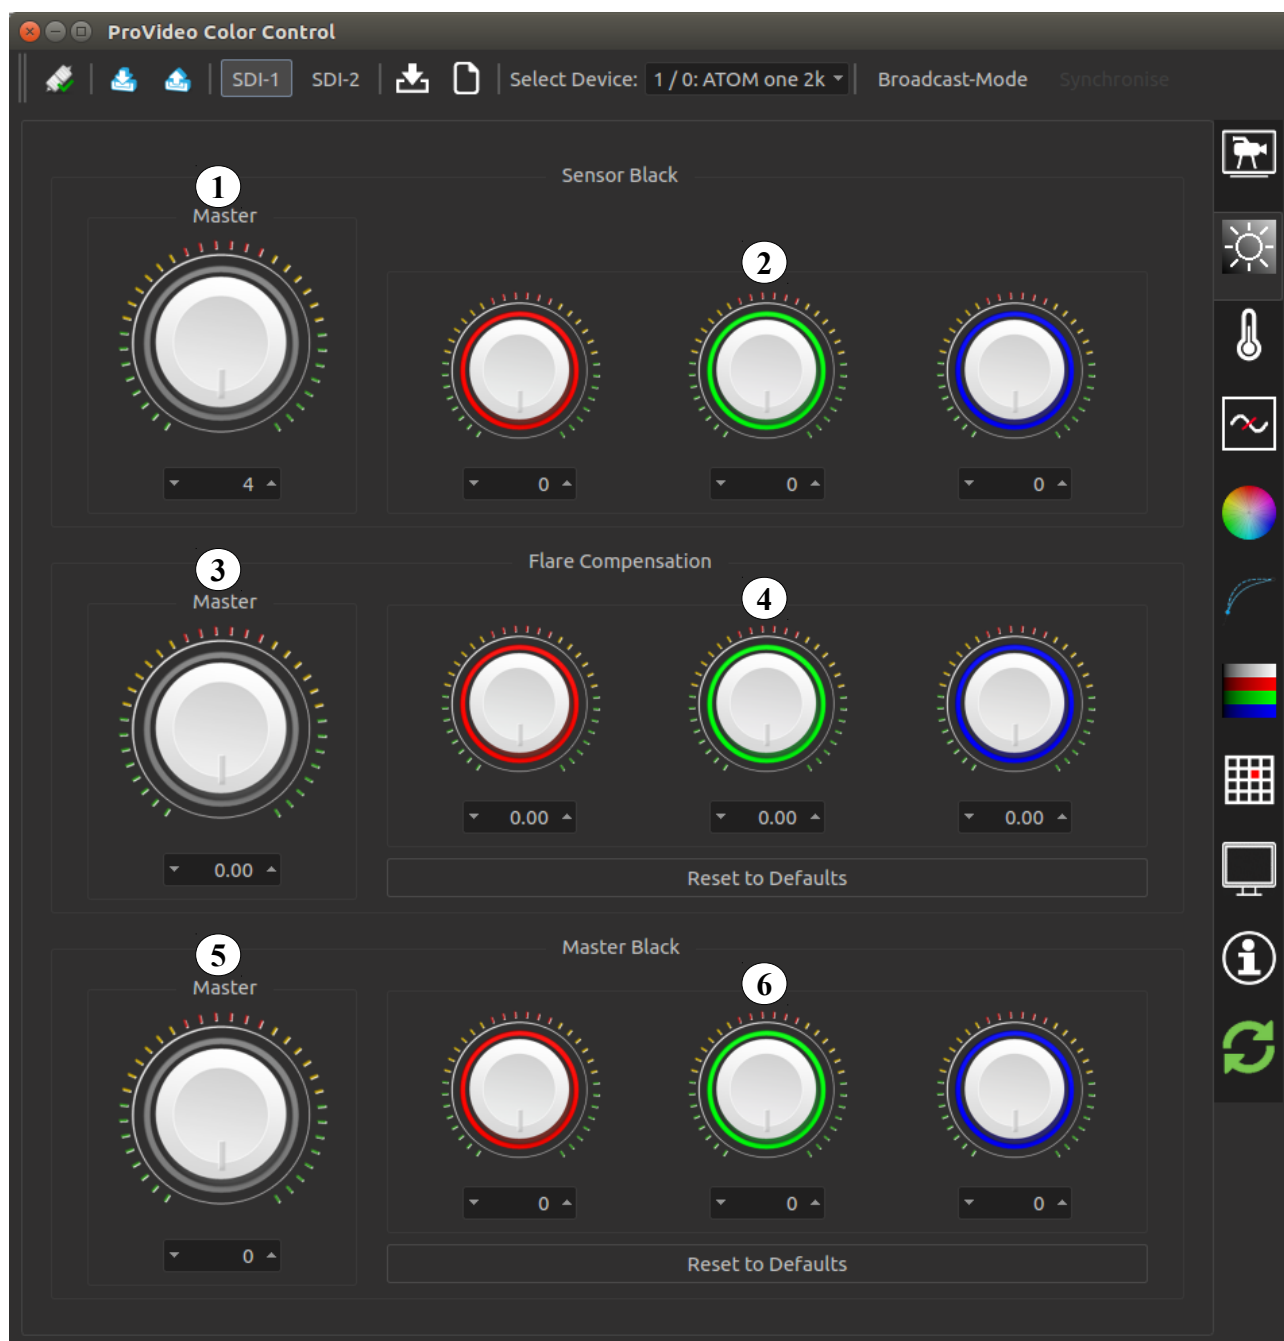 ProVideo Color Control
SDI-1 SDI-2 Select Device: 1 / 0: ATOM one 2k Broadcast-Mode Synchronise
Sensor Black
1
Master
2
4 0 0 0
Flare Compensation
3
Master
4
0.00 0.00 0.00
0.00
Reset to Defaults
Master Black
5
Master
6
0 0 0
0
Reset to Defaults